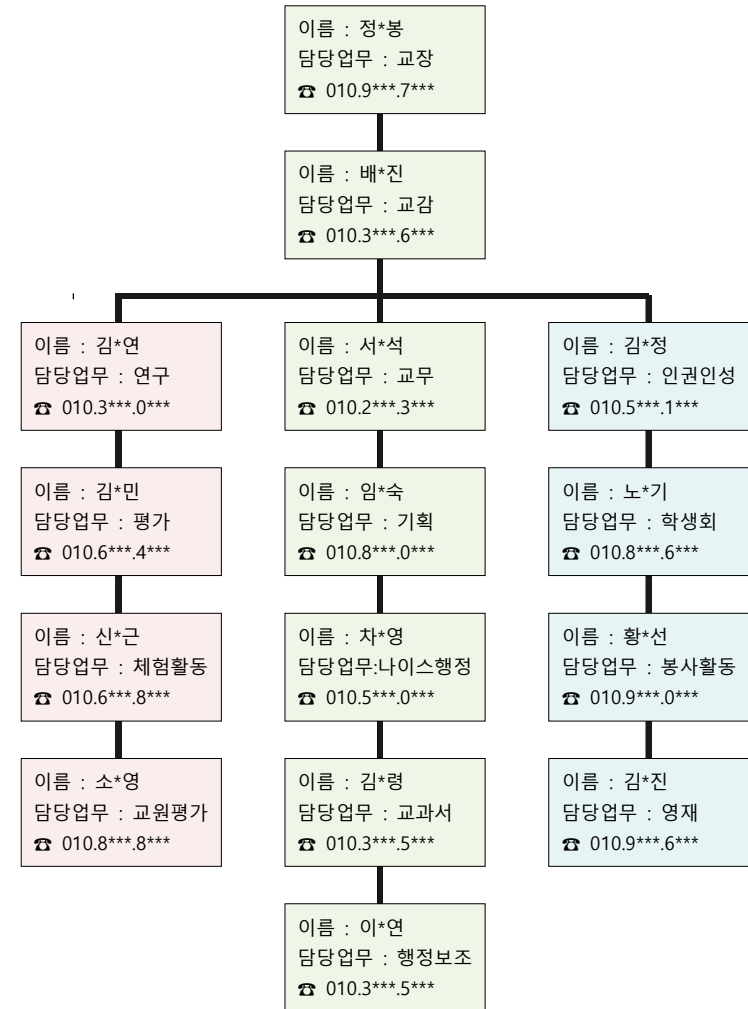 이름 : 정*봉
담당업무 : 교장
☎ 010.9***.7***
이름 : 배*진
담당업무 : 교감
☎ 010.3***.6***
이름 : 김*연
담당업무 : 연구
☎ 010.3***.0***
이름 : 서*석
담당업무 : 교무
☎ 010.2***.3***
이름 : 김*정
담당업무 : 인권인성
☎ 010.5***.1***
이름 : 김*민
담당업무 : 평가
☎ 010.6***.4***
이름 : 임*숙
담당업무 : 기획
☎ 010.8***.0***
이름 : 노*기
담당업무 : 학생회
☎ 010.8***.6***
이름 : 신*근
담당업무 : 체험활동
☎ 010.6***.8***
이름 : 차*영
담당업무:나이스행정
☎ 010.5***.0***
이름 : 황*선
담당업무 : 봉사활동
☎ 010.9***.0***
이름 : 소*영
담당업무 : 교원평가
☎ 010.8***.8***
이름 : 김*령
담당업무 : 교과서
☎ 010.3***.5***
이름 : 김*진
담당업무 : 영재
☎ 010.9***.6***
이름 : 이*연
담당업무 : 행정보조
☎ 010.3***.5***